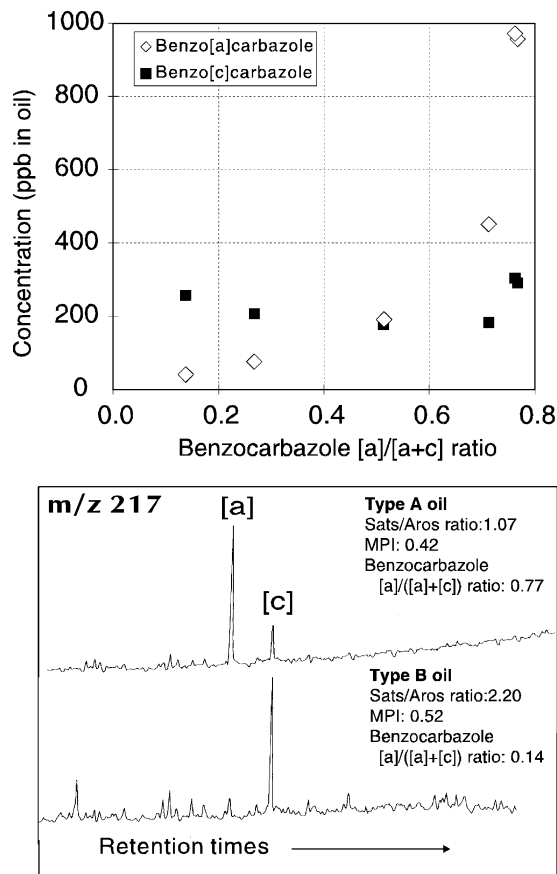 1000
800
600
400
200
0
Concentration (ppb in oil)
Benzo[a]carbazole
Benzo[c]carbazole
0.0 0.2 0.4 0.6 0.8
Benzocarbazole [a]/[a+c] ratio
m/z 217
[a]
[c]
Type A oil
Sats/Aros ratio:1.07
MPI: 0.42
Benzocarbazole
[a]/([a]+[c]) ratio: 0.77
Type B oil
Sats/Aros ratio:2.20
MPI: 0.52
Benzocarbazole
[a]/([a]+[c]) ratio: 0.14
Retention times